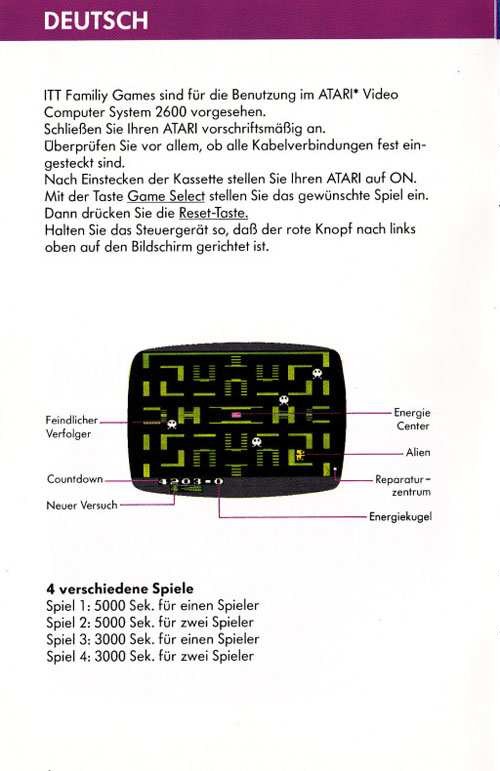 DEUTSCH
ITT Familiy Games sind für die Benutzung im ATARI* Video
Computer System 2600 vorgesehen.
Schließen Sie Ihren ATARI vorschriftsmäßig an.
Überprüfen Sie vor allem, ob alle Kabelverbindungen fest ein-
gesteckt sind.
Nach Einstecken der Kassette stellen Sie Ihren ATARI auf ON.
Mit der Taste Game Select stellen Sie das gewünschte Spiel ein.
Dann drücken Sie die Reset-Taste.
Halten Sie das Steuergerät so, daß der rote Knopf nach links
oben auf den Bildschirm gerichtet ist.
Feindlicher
Verfolger
Countdown
Neuer Versuch
4203-0
Energie
Center
Alien
Reparatur-
zentrum
Energiekugel
4 verschiedene Spiele
Spiel 1: 5000 Sek. für einen Spieler
Spiel 2: 5000 Sek. für zwei Spieler
Spiel 3: 3000 Sek. für einen Spieler
Spiel 4: 3000 Sek. für zwei Spieler